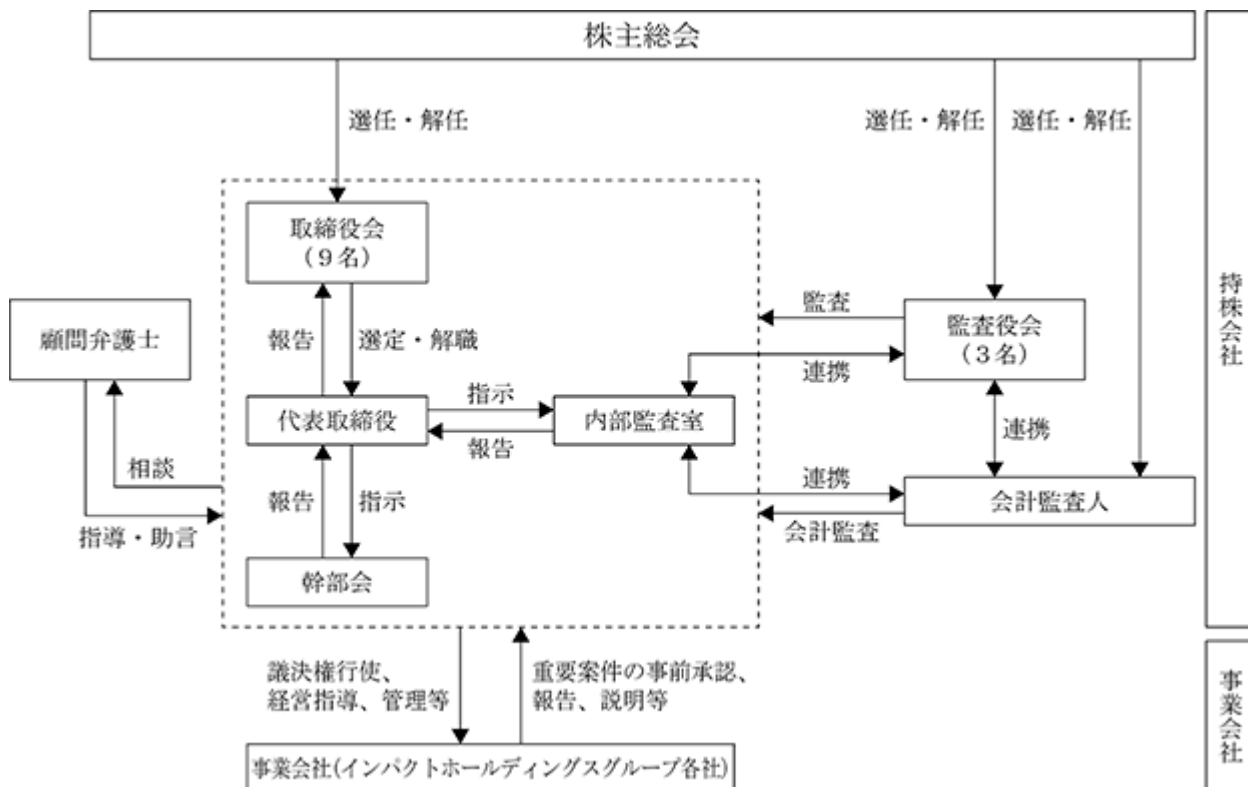 株主総会
選任・解任
選任・解任
選任・解任
取締役会
(9名)
監査
監査役会
(3名)
持株会社
顧問弁護士
報告
選定・解職
連携
指示
代表取締役
内部監査室
報告
連携
相談
報告
指示
連携
会計監査人
指導・助言
会計監査
幹部会
議決権行使、
経営指導、管理等
重要案件の事前承認、
報告、説明等
事業会社
事業会社(インパクトホールディングスグループ各社)